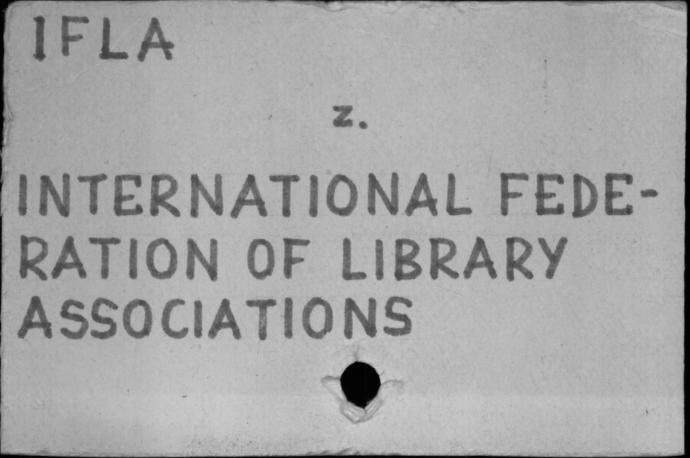 IFLA
z.
INTERNATIONAL FEDE-
RATION OF LIBRARY
ASSOCIATIONS